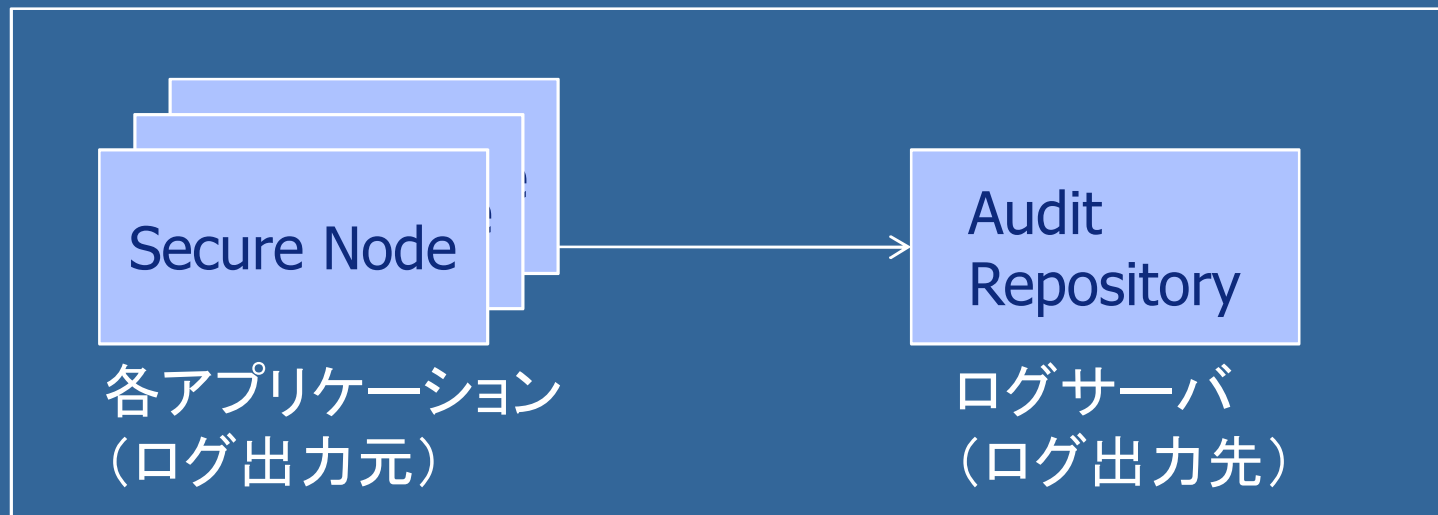 Secure Node
Audit
Repository
各アプリケーション
（ログ出力元）
ログサーバ
（ログ出力先）